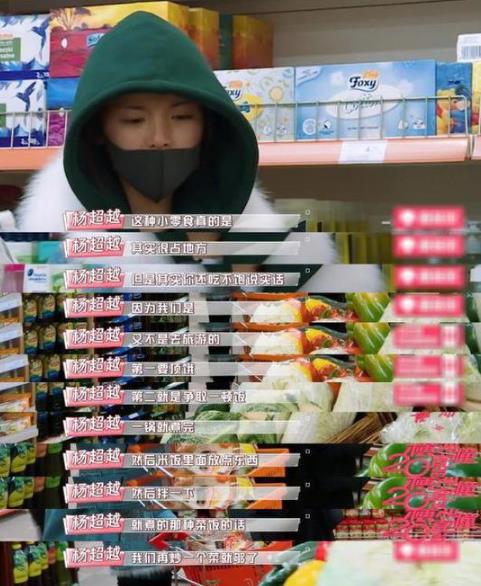 Foxy
杨超越 这种小零食真的是
杨超越 其实很占地方
杨超越 但是其实你还吃不饱说实话
杨超越 因为我们是
杨超越 又不是去旅游的
杨超越 第一要顶饿
杨超越 第二就是争取一顿饭
杨超越 一锅就煮完
杨超越 然后米饭里面放点东西
杨超越 然后拌一下
杨超越 就煮的那种菜饭的话
杨超越 我们再炒一个菜就够了